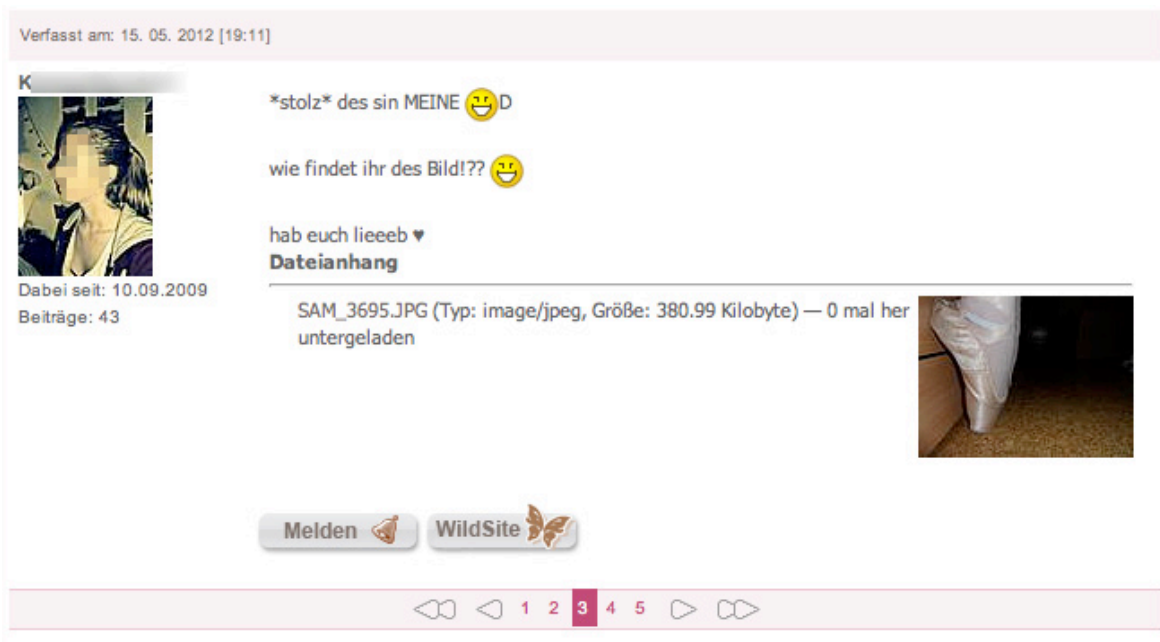 Verfasst am: 15. 05. 2012 [19:11]
K
*stolz* des sin MEINE D
wie findet ihr des Bild!??
hab euch lieeeb ♥
Dateianhang
Dabei seit: 10.09.2009
Beiträge: 43
SAM_3695.JPG (Typ: image/jpeg, Größe: 380.99 Kilobyte) — 0 mal her
untergeladen
Melden
WildSite
1 2 3 4 5